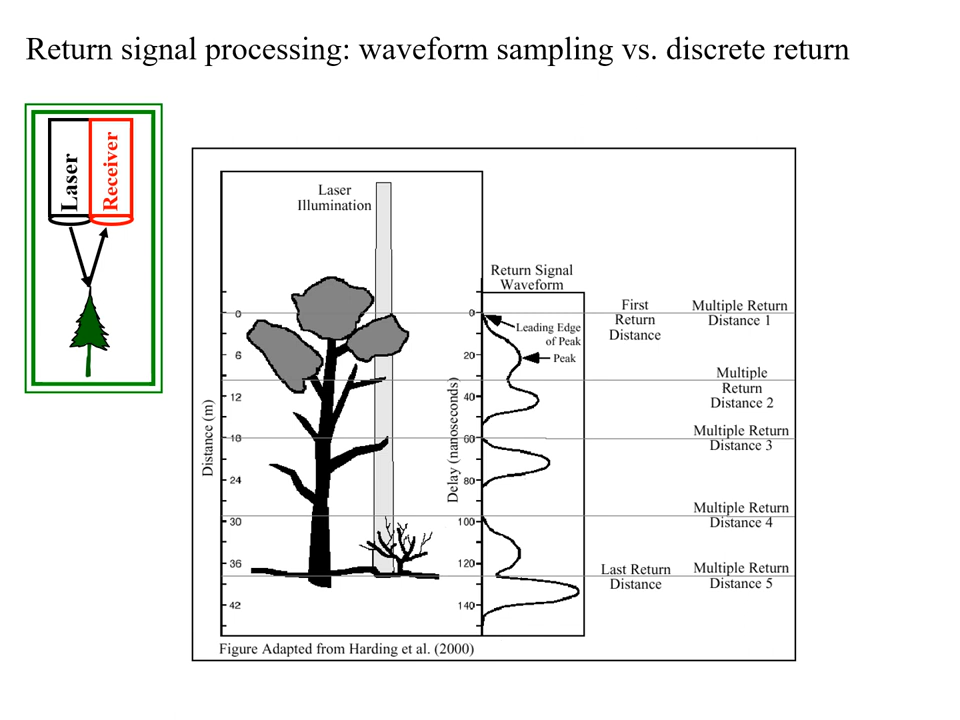 Return signal processing: waveform sampling vs. discrete return
Laser
Receiver
Laser
Illumination
Return Signal
Waveform
First
Return
Distance
Multiple Return
Distance 1
Leading Edge
of Peak
Peak
Multiple
Return
Distance 2
Multiple Return
Distance 3
Multiple Return
Distance 4
Last Return
Distance
Multiple Return
Distance 5
Distance (m)
0
6
12
18
24
30
36
42
Delay (nanoseconds)
0
20
40
60
80
100
120
140
Figure Adapted from Harding et al. (2000)